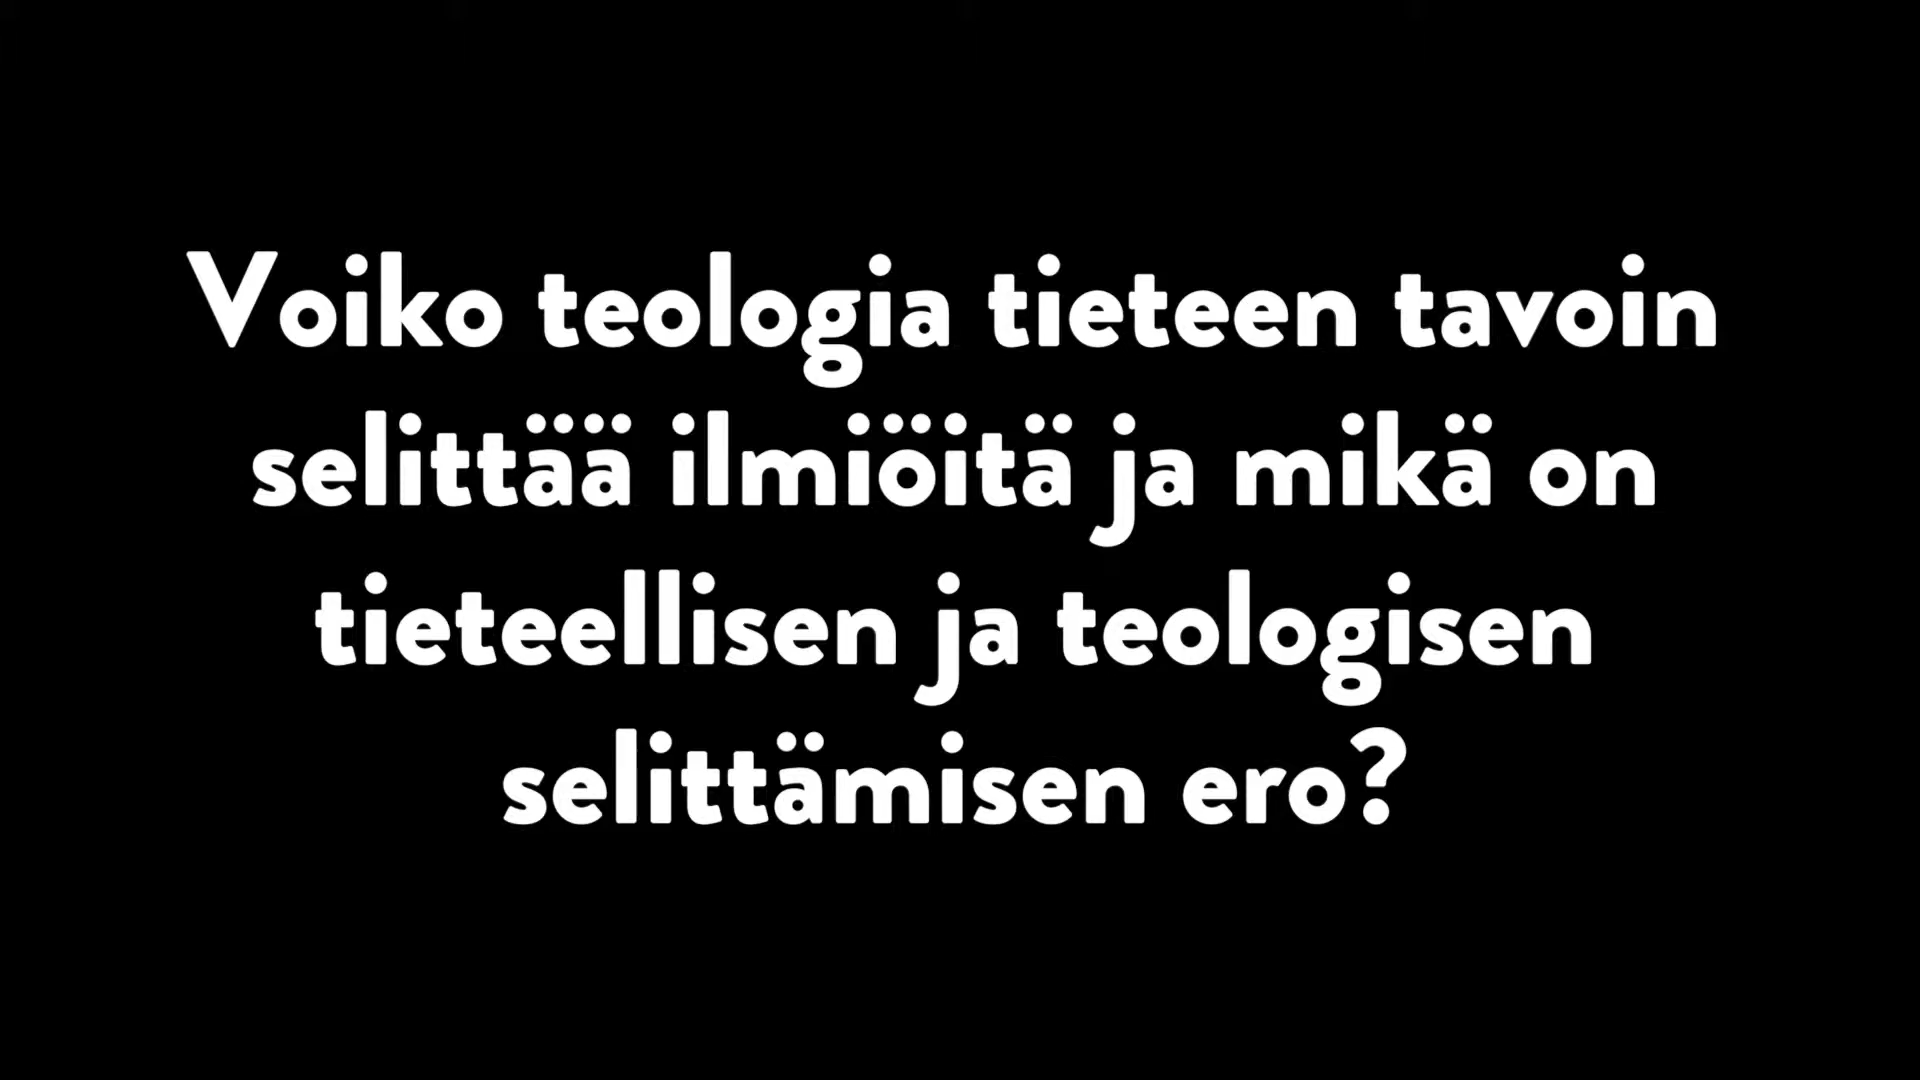 Voiko teologia tieteen tavoin
selittää ilmiöitä ja mikä on
tieteellisen ja teologisen
selittämisen ero?